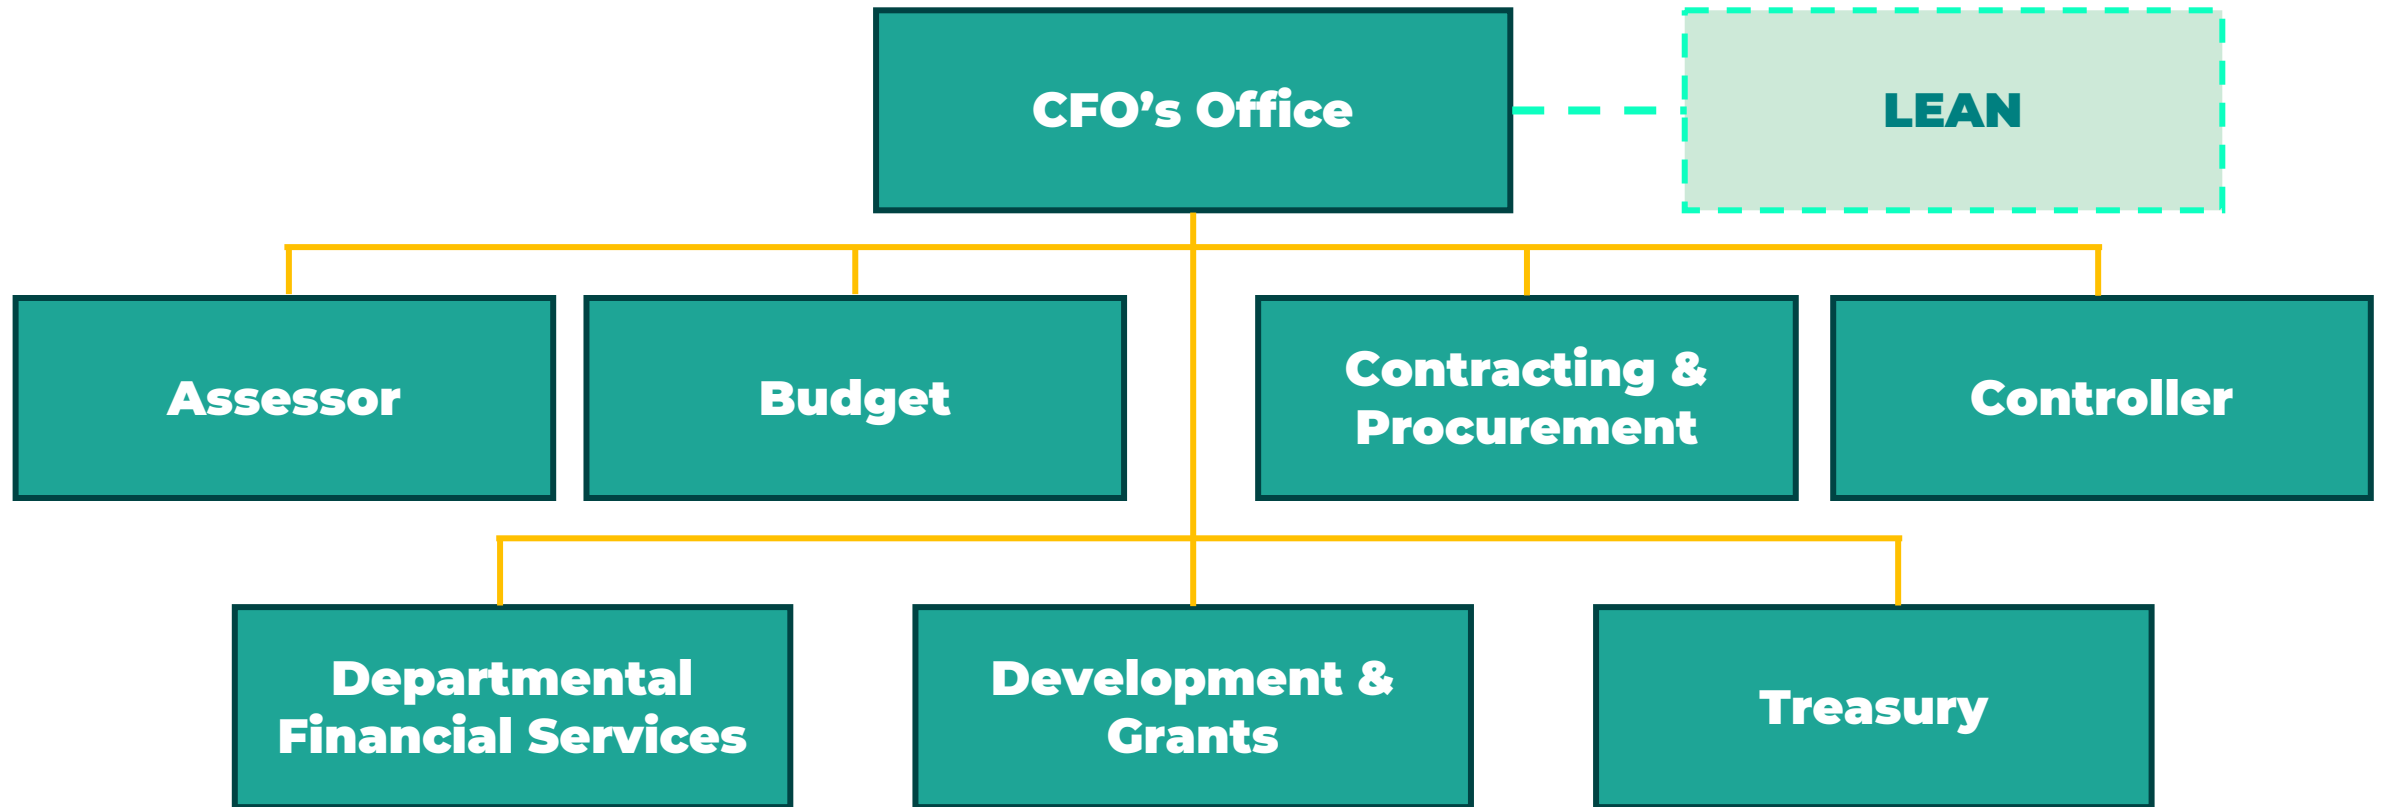 CFO’s Office
LEAN
Assessor
Budget
Contracting &
Procurement
Controller
Departmental
Financial Services
Development &
Grants
Treasury